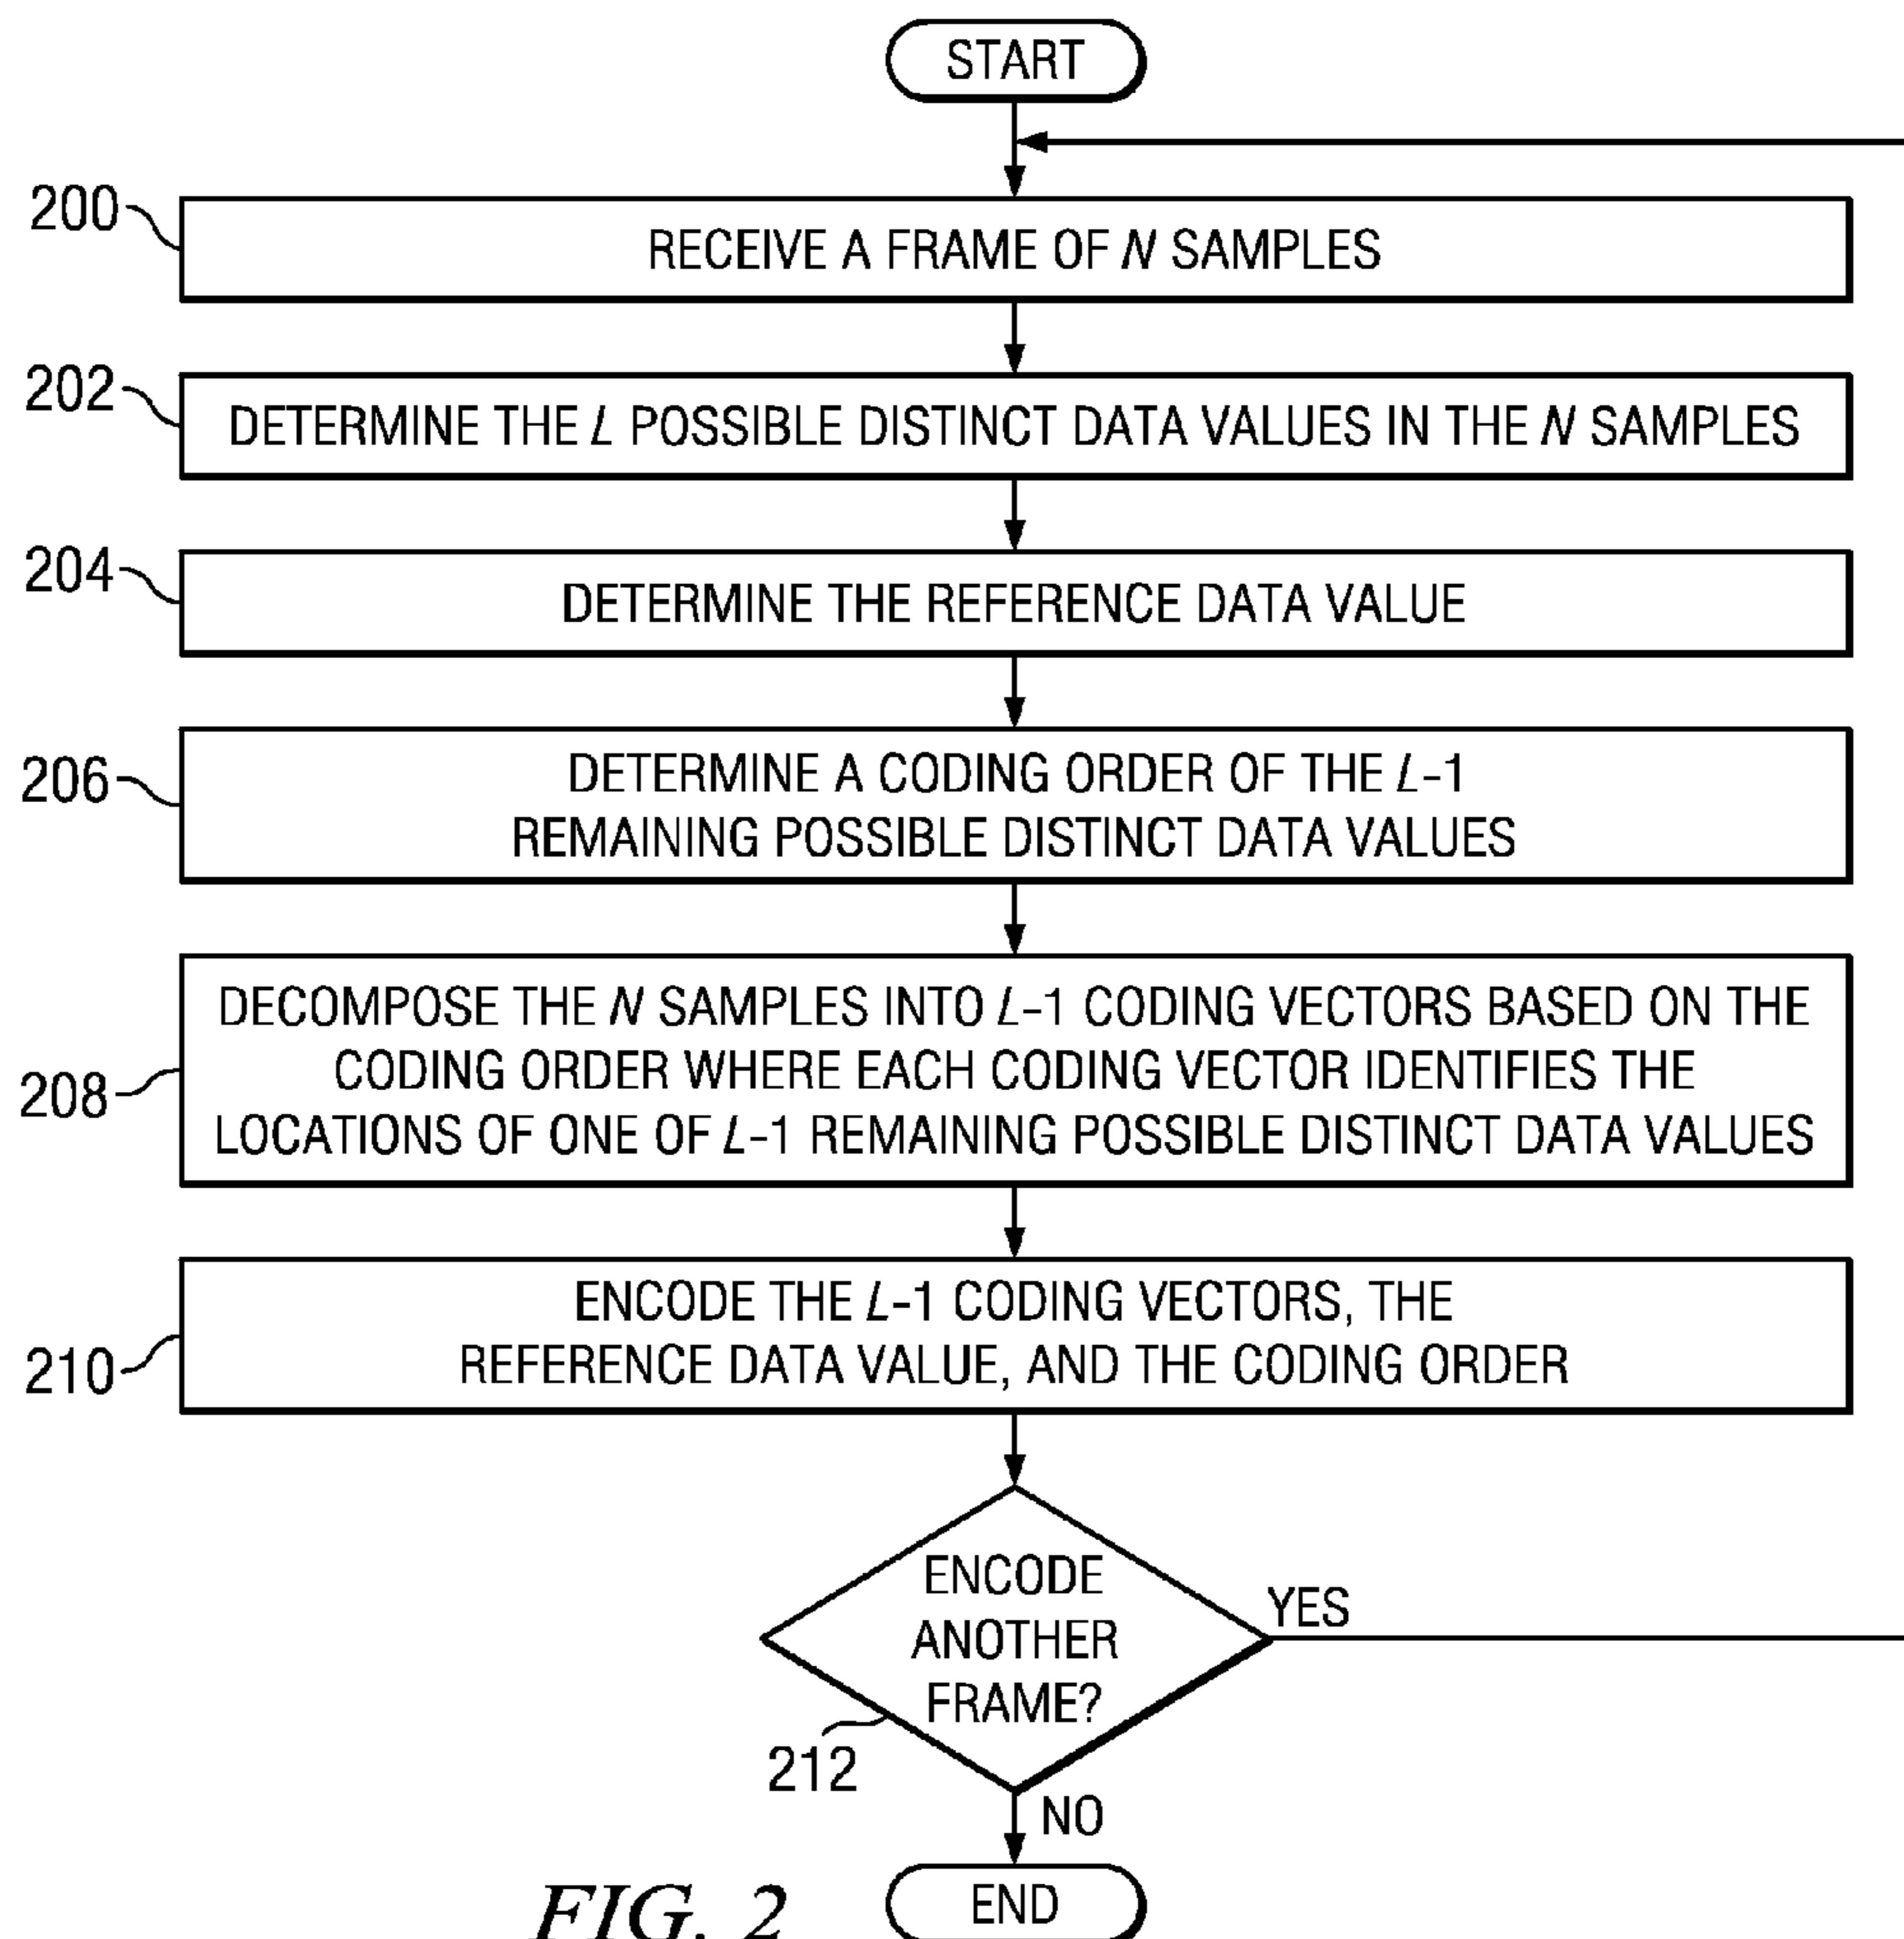 START
200
RECEIVE A FRAME OF N SAMPLES
202
DETERMINE THE L POSSIBLE DISTINCT DATA VALUES IN THE N SAMPLES
204
DETERMINE THE REFERENCE DATA VALUE
206
DETERMINE A CODING ORDER OF THE L-1
REMAINING POSSIBLE DISTINCT DATA VALUES
208
DECOMPOSE THE N SAMPLES INTO L-1 CODING VECTORS BASED ON THE
CODING ORDER WHERE EACH CODING VECTOR IDENTIFIES THE
LOCATIONS OF ONE OF L-1 REMAINING POSSIBLE DISTINCT DATA VALUES
210
ENCODE THE L-1 CODING VECTORS, THE
REFERENCE DATA VALUE, AND THE CODING ORDER
ENCODE
ANOTHER
FRAME?
YES
212
NO
END
FIG. 2